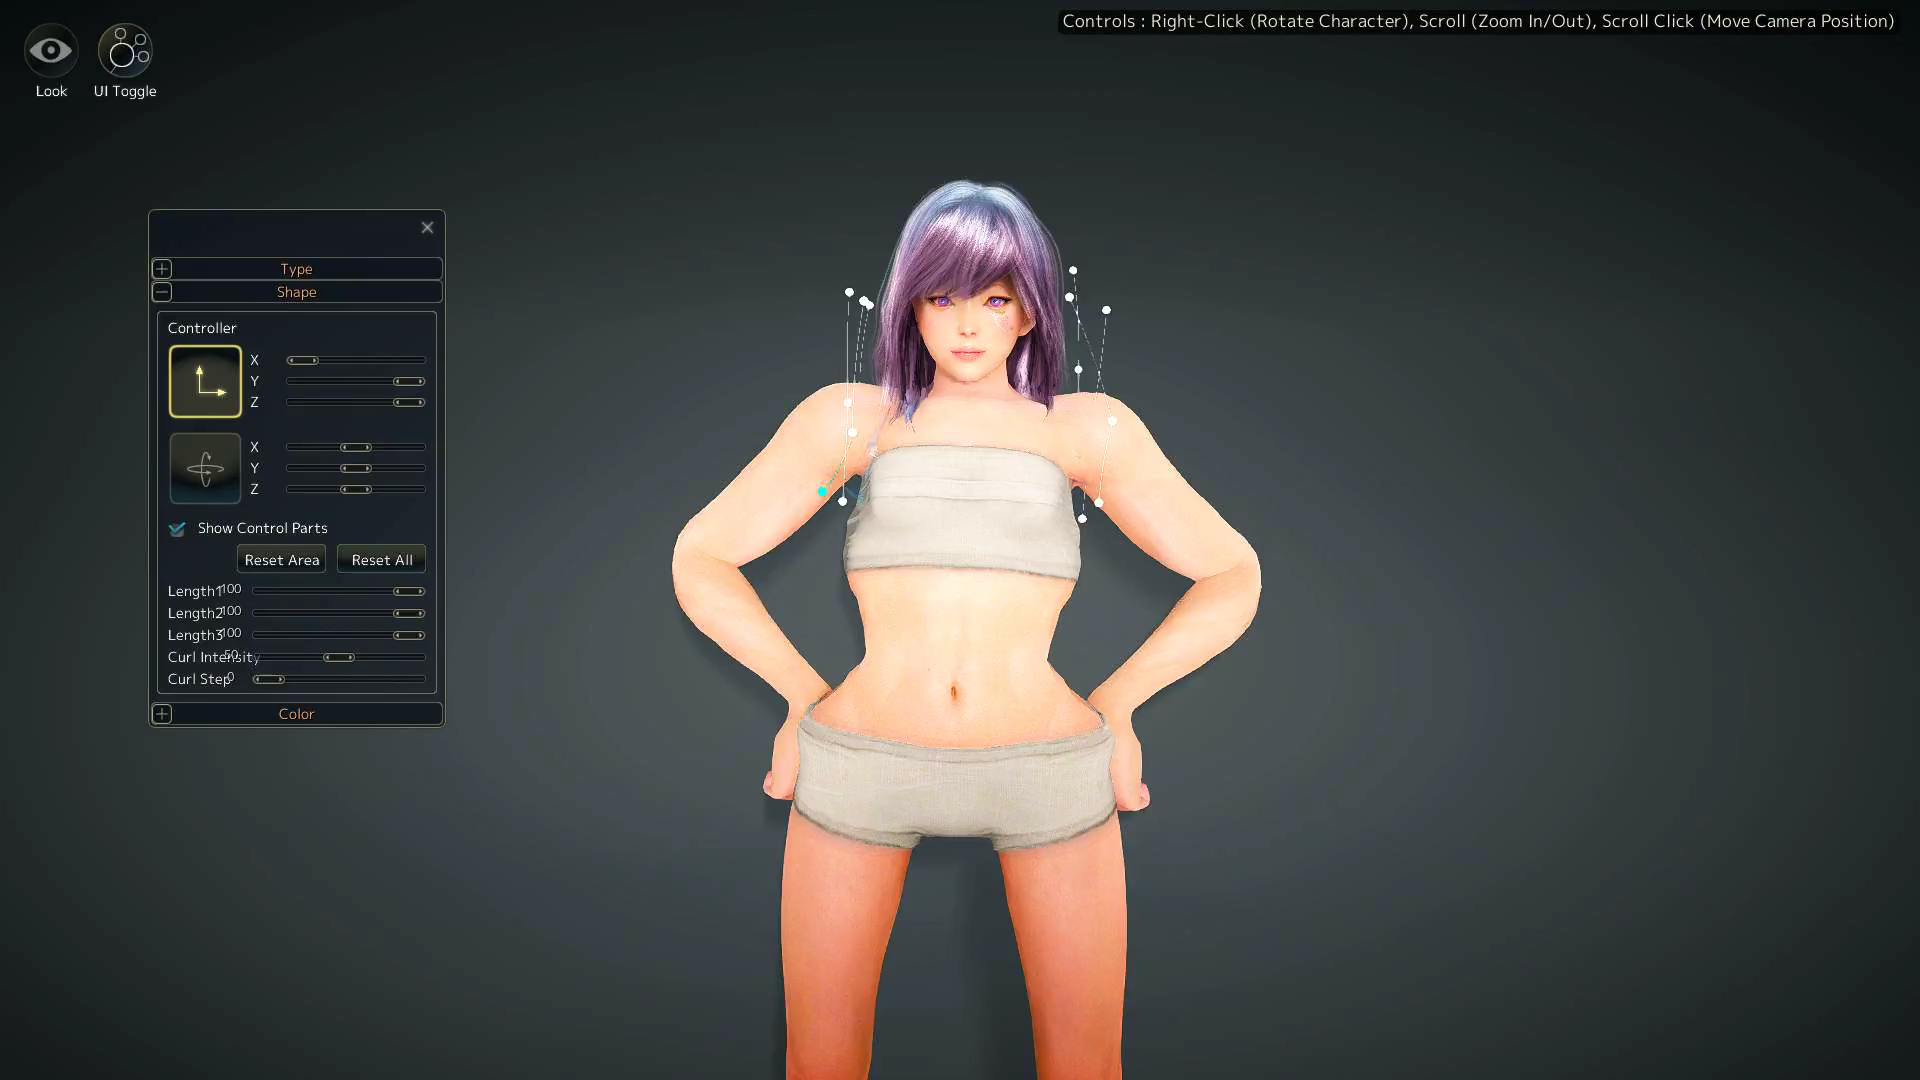 Controls : Right-Click (Rotate Character), Scroll (Zoom In/Out), Scroll Click (Move Camera Position)
Look
UI Toggle
Type
Shape
Controller
X
Y
Z
X
Y
Z
Show Control Parts
Reset Area
Reset All
Length1 100
Length2 100
Length3 100
Curl Intensity 50
Curl Step 0
Color